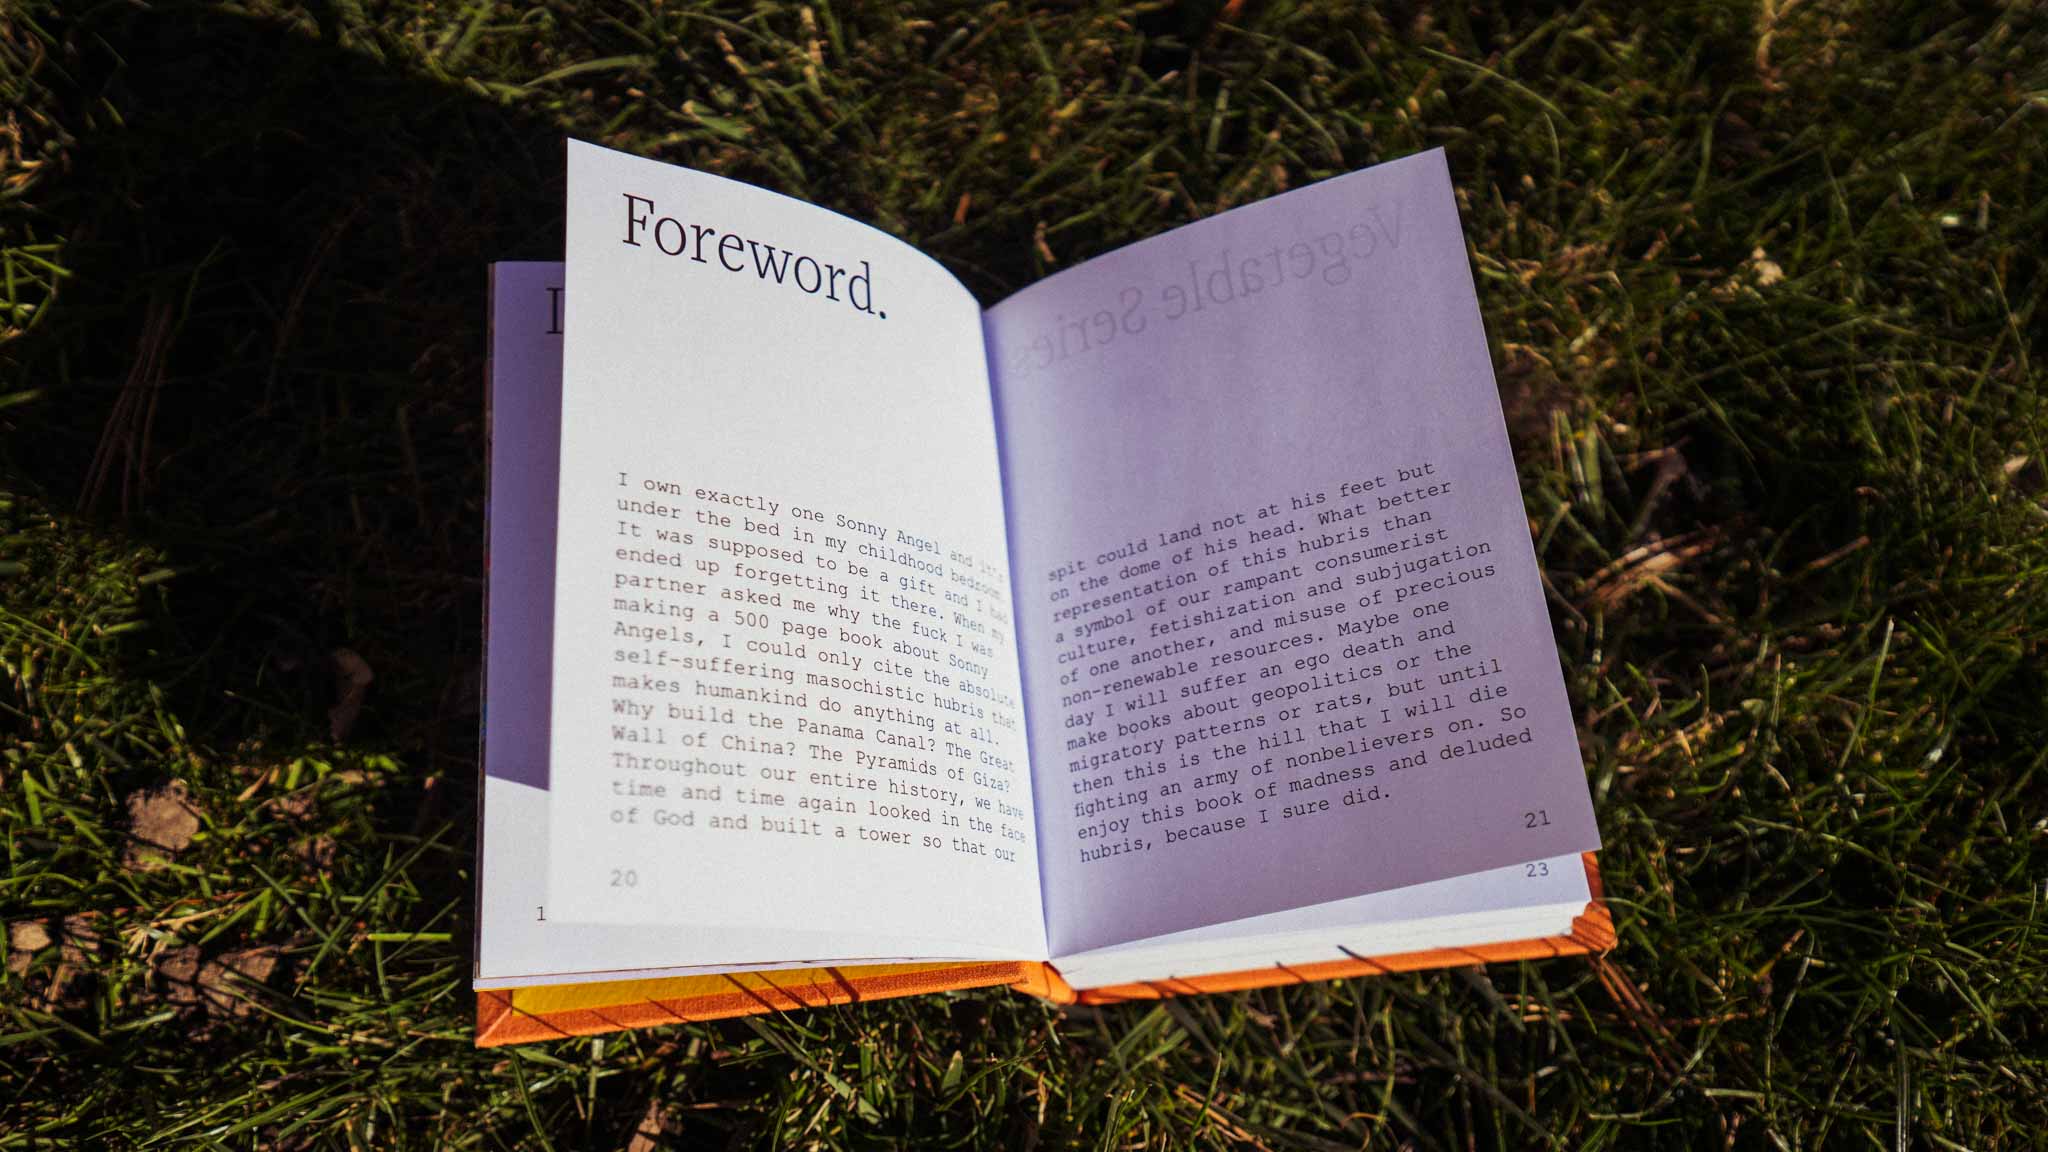 Foreword.
I own exactly one Sonny Angel and it's
under the bed in my childhood bedroom.
It was supposed to be a gift and I had
ended up forgetting it there. When my
partner asked me why the fuck I was
making a 500 page book about Sonny
Angels, I could only cite the absolute
self-suffering masochistic hubris that
makes humankind do anything at all.
Why build the Panama Canal? The Great
Wall of China? The Pyramids of Giza?
Throughout our entire history, we have
time and time again looked in the face
of God and built a tower so that our
20
1
Vegetable Series
spit could land not at his feet but
on the dome of his head. What better
representation of this hubris than
a symbol of our rampant consumerist
culture, fetishization and subjugation
of one another, and misuse of precious
non-renewable resources. Maybe one
day I will suffer an ego death and
make books about geopolitics or the
migratory patterns or rats, but until
then this is the hill that I will die
fighting an army of nonbelievers on. So
enjoy this book of madness and deluded
hubris, because I sure did.
21
23